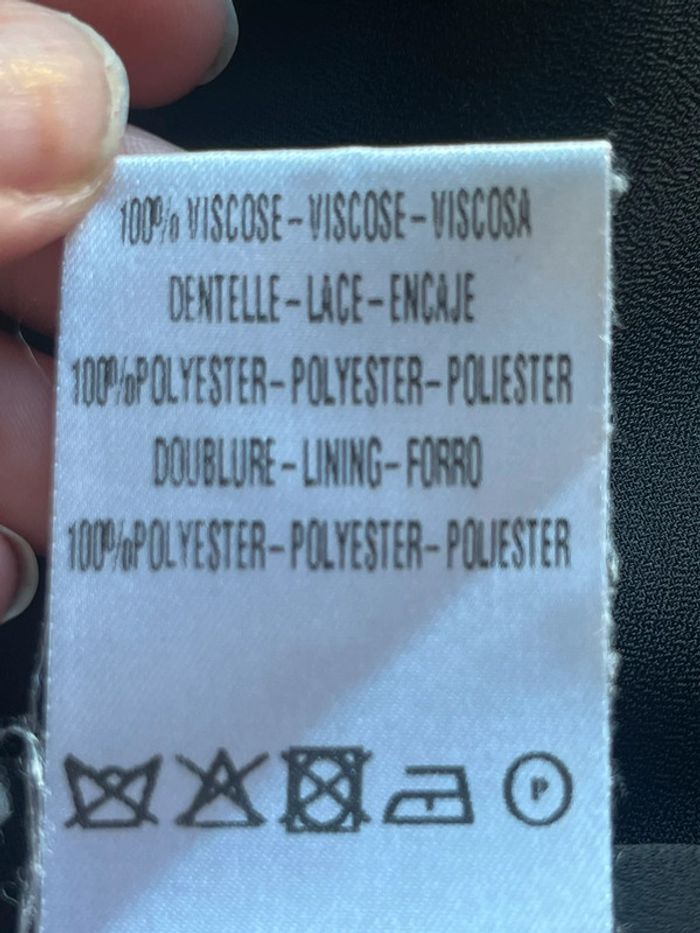 100% VISCOSE-VISCOSE-VISCOSA
DENTELLE-LACE-ENCAJE
100%POLYESTER-POLYESTER-POLIESTER
DOUBLURE-LINING-FORRO
100%POLYESTER-POLYESTER-POLIESTER
P